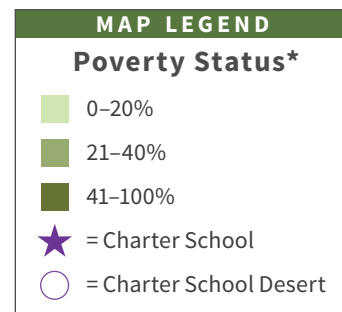 MAP LEGEND
Poverty Status*
0–20%
21–40%
41–100%
= Charter School
= Charter School Desert